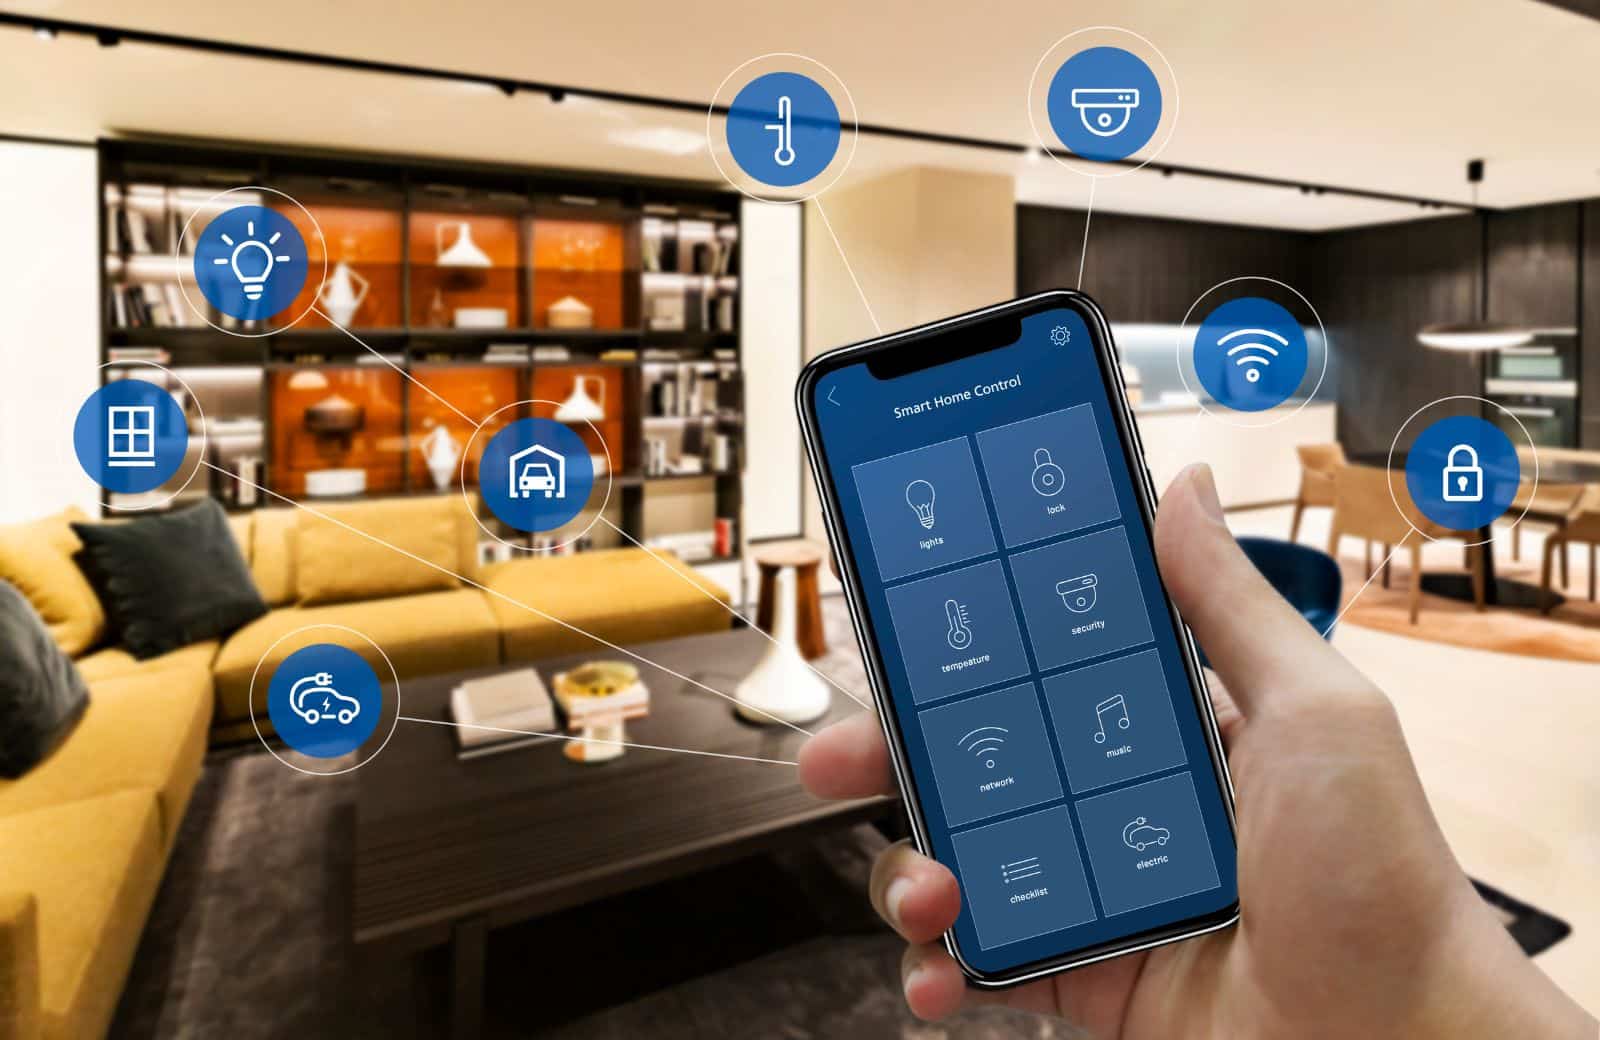 Smart Home Control
lights
lock
tempeature
security
network
music
checklist
electric